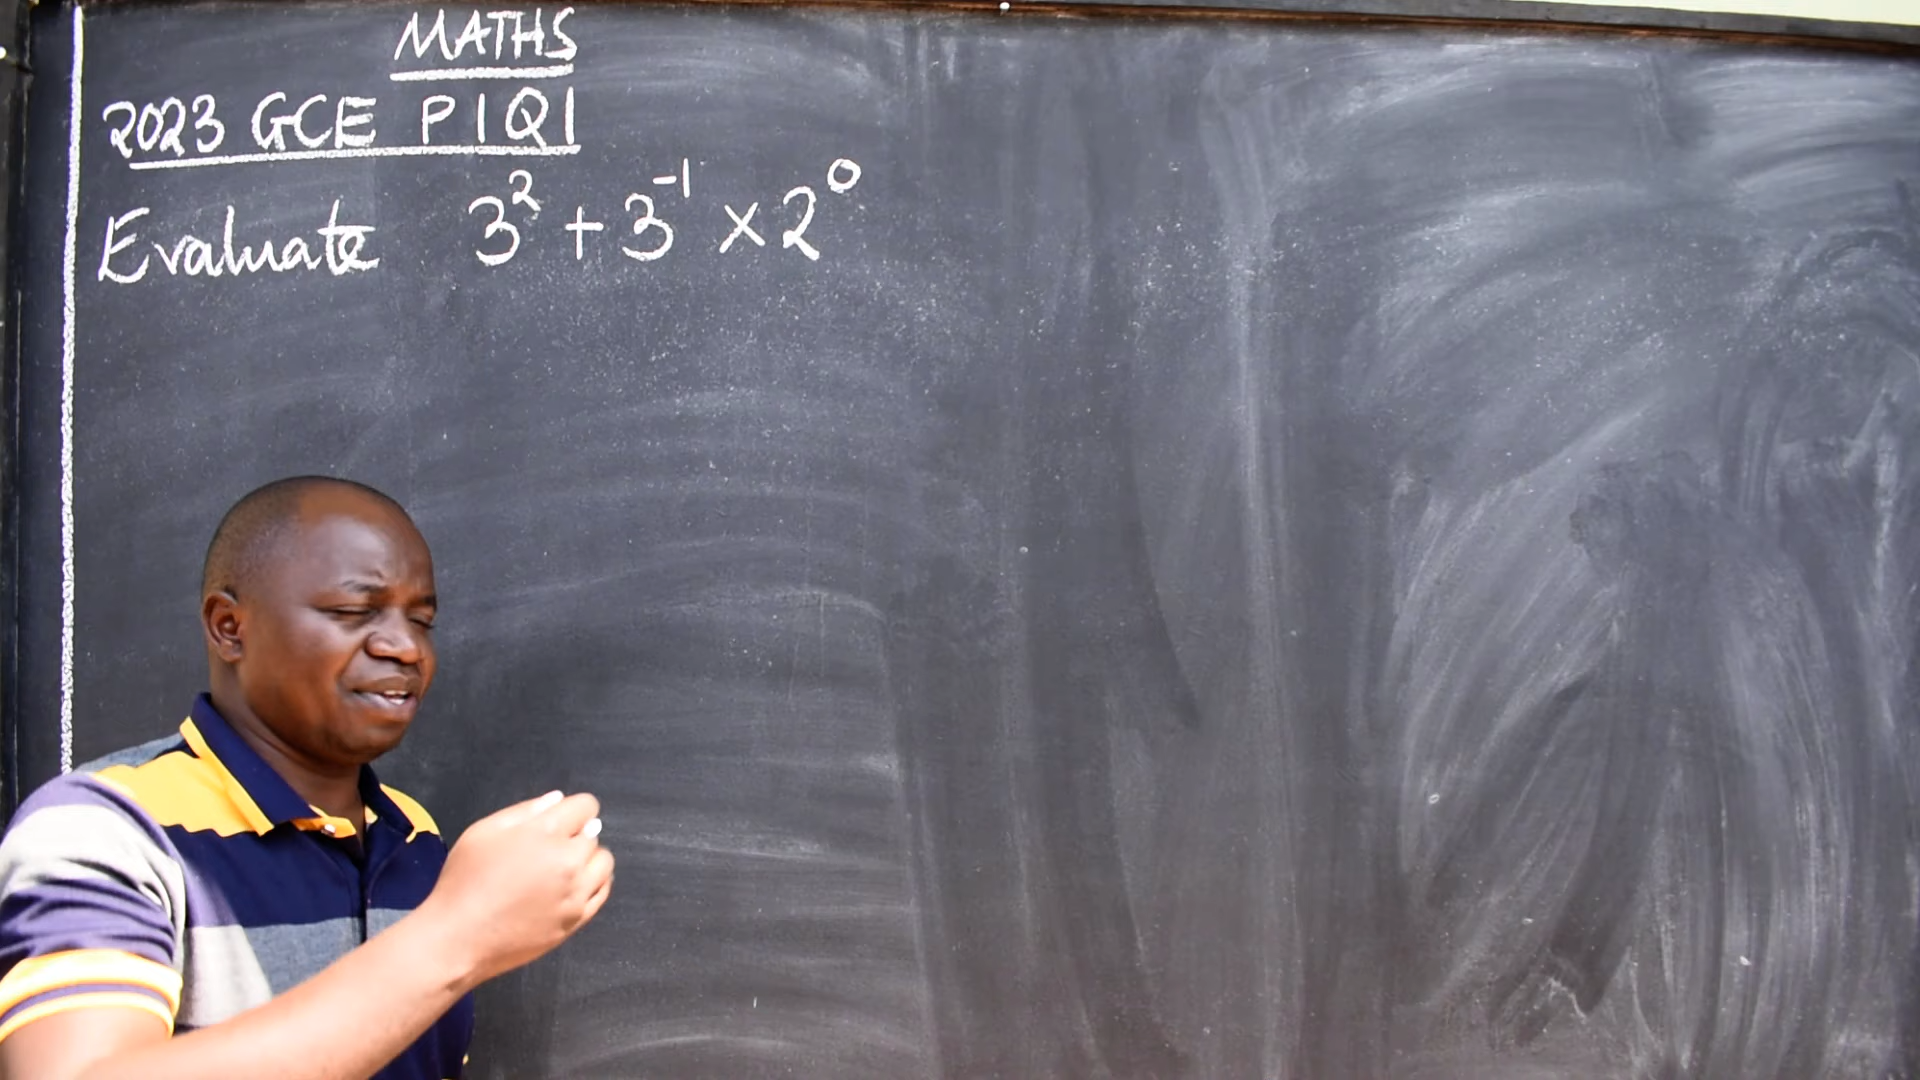 MATHS
2023 GCE P1Q1
Evaluate 3² + 3⁻¹ × 2⁰